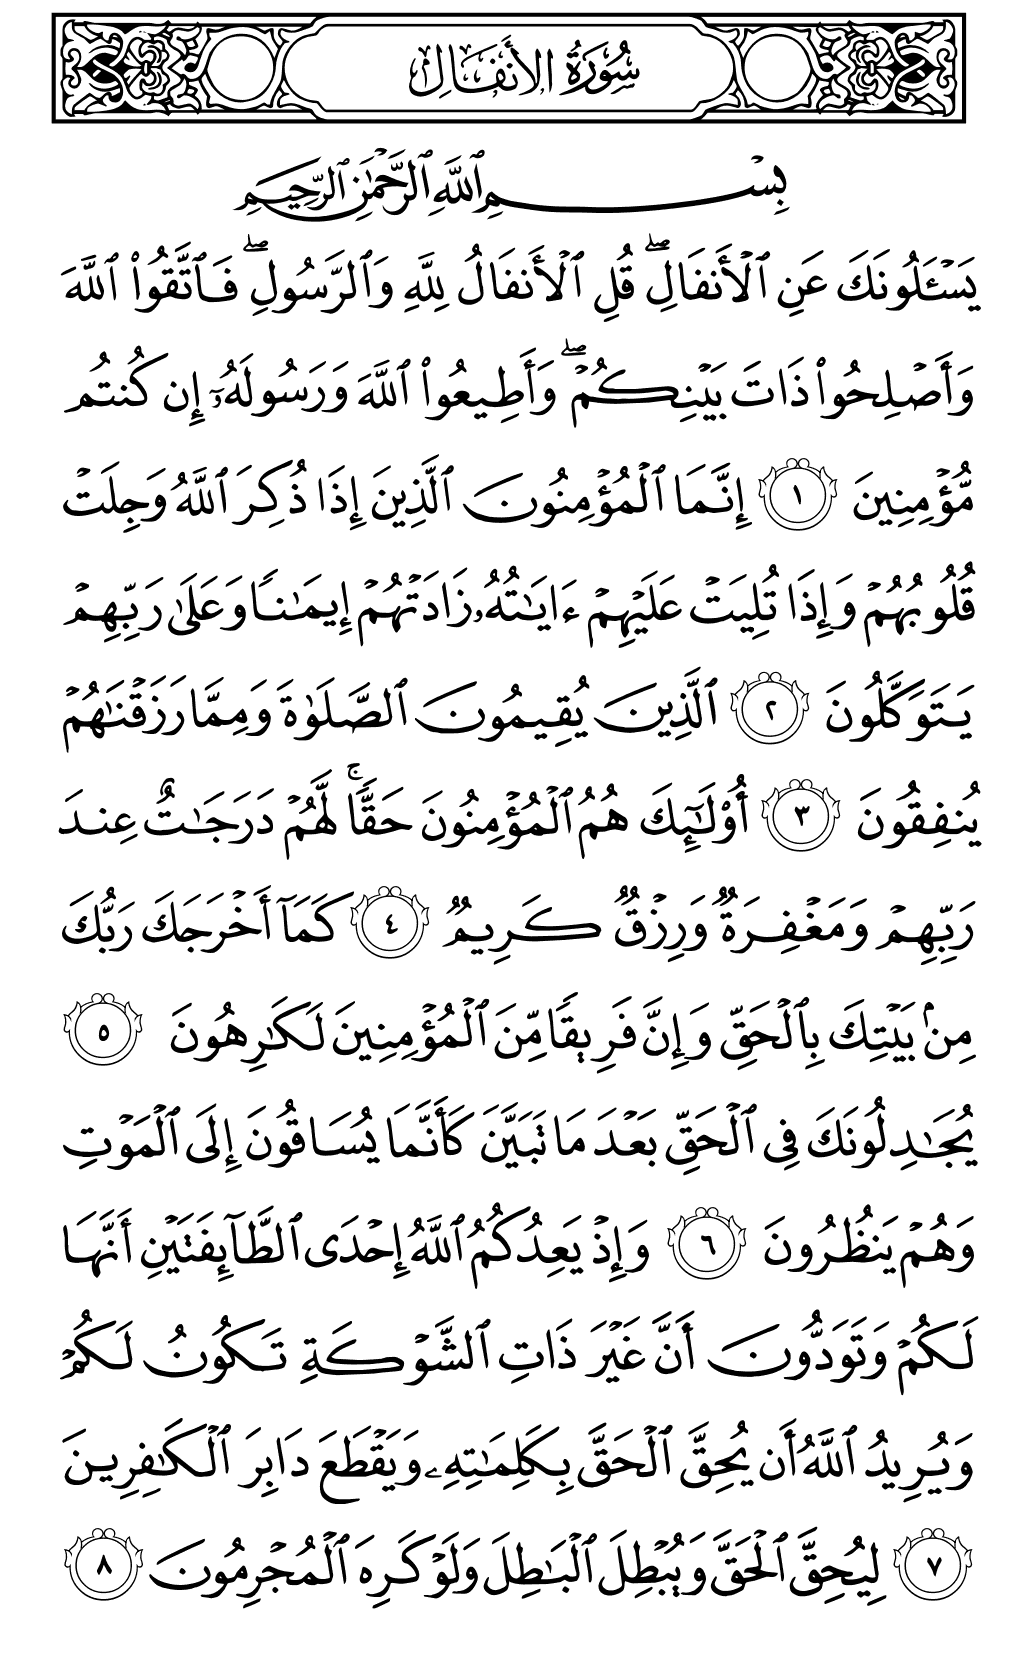 سُورَةُ الأَنفَالِ
بِسْمِ ٱللَّهِ ٱلرَّحْمَٰنِ ٱلرَّحِيمِ
يَسْـَٔلُونَكَ عَنِ ٱلْأَنفَالِ ۖ قُلِ ٱلْأَنفَالُ لِلَّهِ وَٱلرَّسُولِ ۖ فَٱتَّقُوا۟ ٱللَّهَ
وَأَصْلِحُوا۟ ذَاتَ بَيْنِكُمْ ۖ وَأَطِيعُوا۟ ٱللَّهَ وَرَسُولَهُۥٓ إِن كُنتُم
مُّؤْمِنِينَ ١ إِنَّمَا ٱلْمُؤْمِنُونَ ٱلَّذِينَ إِذَا ذُكِرَ ٱللَّهُ وَجِلَتْ
قُلُوبُهُمْ وَإِذَا تُلِيَتْ عَلَيْهِمْ ءَايَٰتُهُۥ زَادَتْهُمْ إِيمَٰنًا وَعَلَىٰ رَبِّهِمْ
يَتَوَكَّلُونَ ٢ ٱلَّذِينَ يُقِيمُونَ ٱلصَّلَوٰةَ وَمِمَّا رَزَقْنَٰهُمْ
يُنفِقُونَ ٣ أُو۟لَٰٓئِكَ هُمُ ٱلْمُؤْمِنُونَ حَقًّا ۚ لَّهُمْ دَرَجَٰتٌ عِندَ
رَبِّهِمْ وَمَغْفِرَةٌ وَرِزْقٌ كَرِيمٌ ٤ كَمَآ أَخْرَجَكَ رَبُّكَ
مِنۢ بَيْتِكَ بِٱلْحَقِّ وَإِنَّ فَرِيقًا مِّنَ ٱلْمُؤْمِنِينَ لَكَٰرِهُونَ ٥
يُجَٰدِلُونَكَ فِى ٱلْحَقِّ بَعْدَ مَا تَبَيَّنَ كَأَنَّمَا يُسَاقُونَ إِلَى ٱلْمَوْتِ
وَهُمْ يَنظُرُونَ ٦ وَإِذْ يَعِدُكُمُ ٱللَّهُ إِحْدَى ٱلطَّآئِفَتَيْنِ أَنَّهَا
لَكُمْ وَتَوَدُّونَ أَنَّ غَيْرَ ذَاتِ ٱلشَّوْكَةِ تَكُونُ لَكُمْ
وَيُرِيدُ ٱللَّهُ أَن يُحِقَّ ٱلْحَقَّ بِكَلِمَٰتِهِۦ وَيَقْطَعَ دَابِرَ ٱلْكَٰفِرِينَ
٧ لِيُحِقَّ ٱلْحَقَّ وَيُبْطِلَ ٱلْبَٰطِلَ وَلَوْ كَرِهَ ٱلْمُجْرِمُونَ ٨